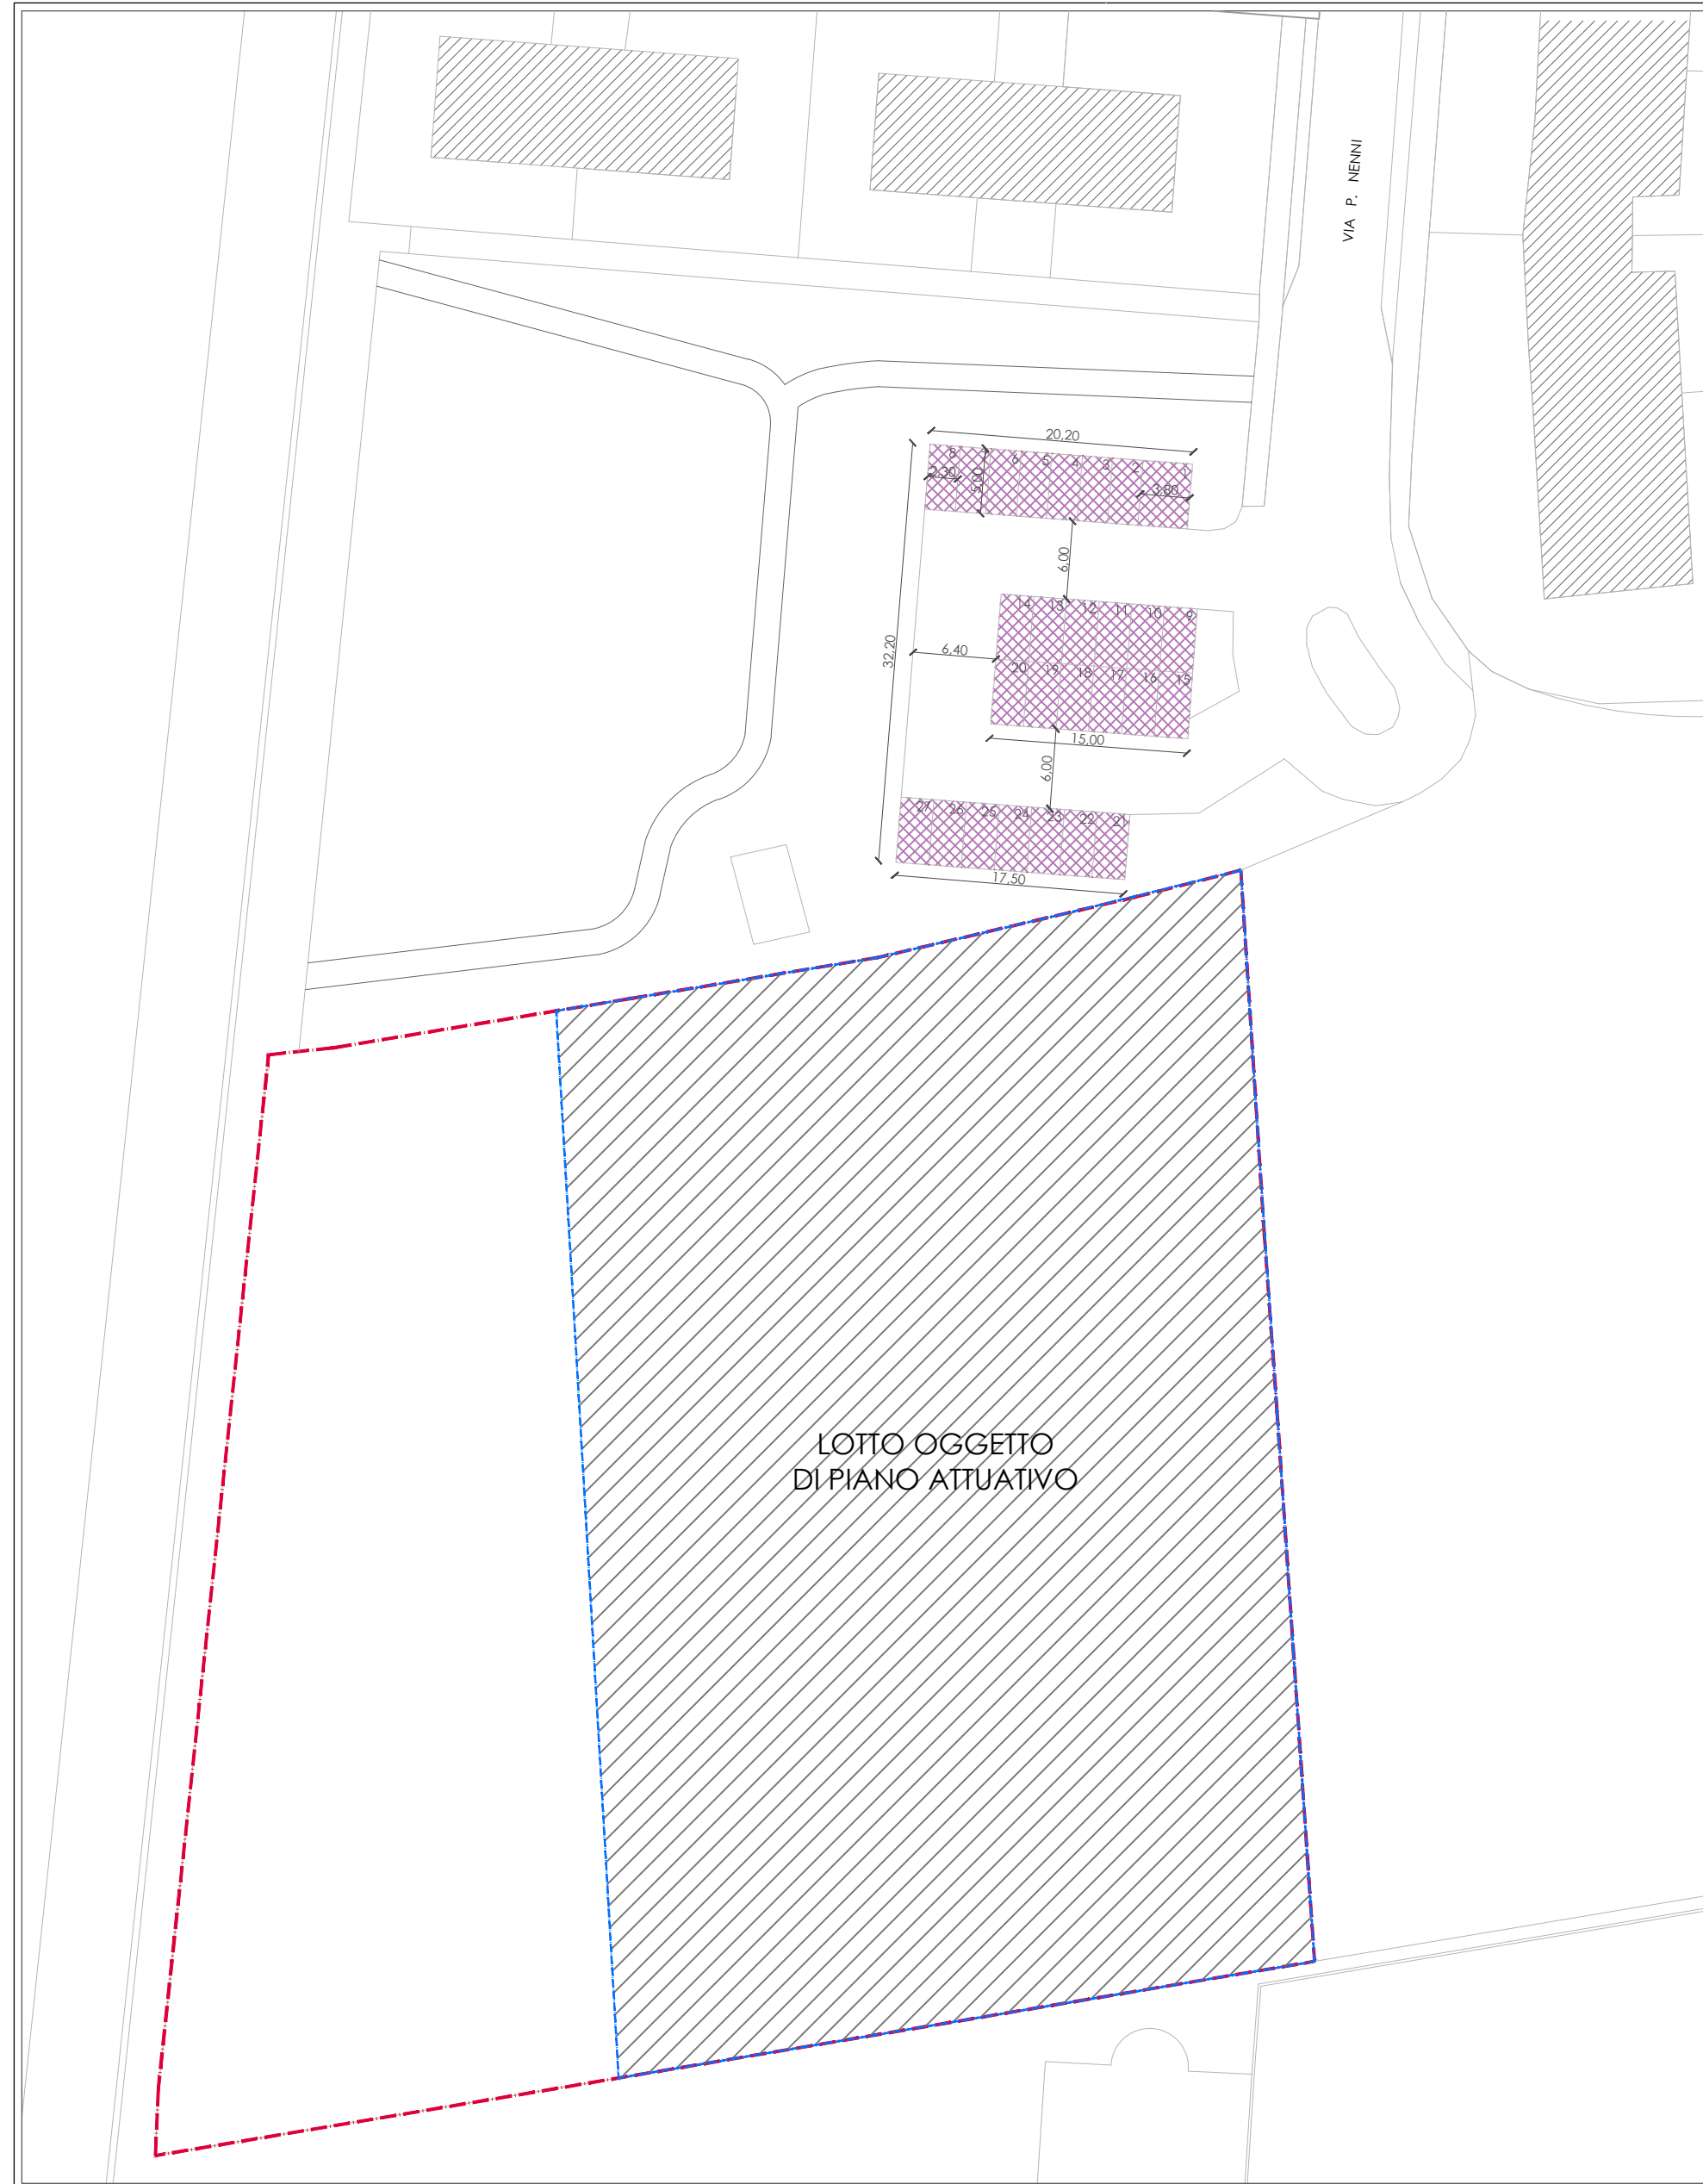 VIA P. NENNI
20,20
8 7 6 5 4 3 2 1
2,30
5,00
3,80
6,00
14 13 12 11 10 9
32,20
6,40
20 19 18 17 16 15
15,00
6,00
27 26 25 24 23 22 21
17,50
LOTTO OGGETTO
DI PIANO ATTUATIVO